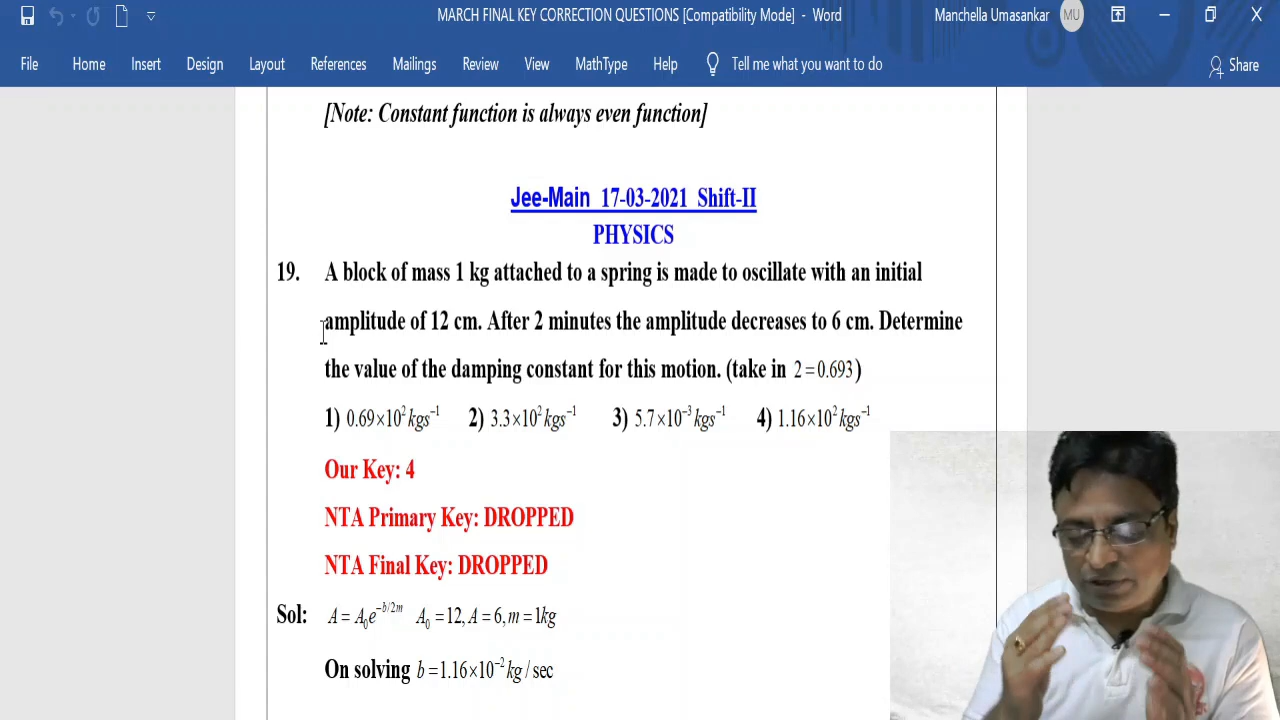 MARCH FINAL KEY CORRECTION QUESTIONS [Compatibility Mode] - Word
Manchella Umasankar
MU
File Home Insert Design Layout References Mailings Review View MathType Help Tell me what you want to do
Share
[Note: Constant function is always even function]
Jee-Main 17-03-2021 Shift-II
PHYSICS
19. A block of mass 1 kg attached to a spring is made to oscillate with an initial
amplitude of 12 cm. After 2 minutes the amplitude decreases to 6 cm. Determine
the value of the damping constant for this motion. (take in 2=0.693)
1) 0.69×10² kgs⁻¹ 2) 3.3×10² kgs⁻¹ 3) 5.7×10⁻³ kgs⁻¹ 4) 1.16×10² kgs⁻¹
Our Key: 4
NTA Primary Key: DROPPED
NTA Final Key: DROPPED
Sol: A = A₀e^(-b/2m) A₀ =12, A = 6, m =1kg
On solving b =1.16×10⁻² kg / sec